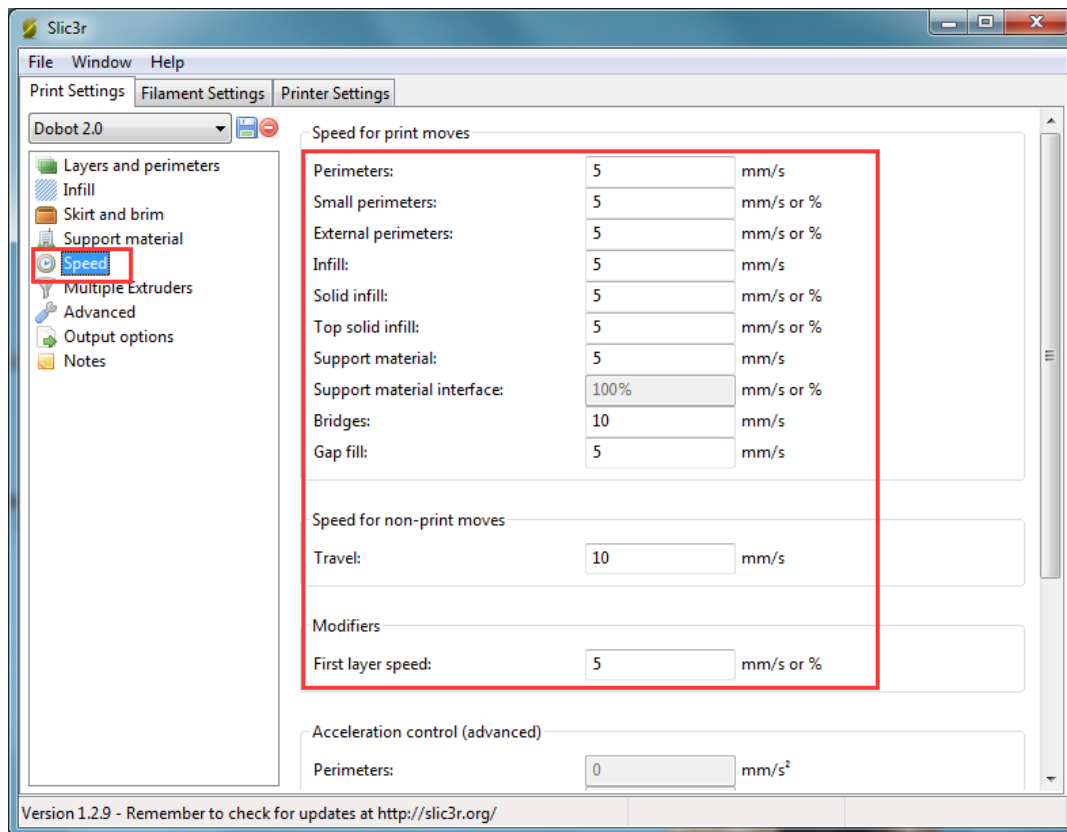 Slic3r
File Window Help
Print Settings Filament Settings Printer Settings
Dobot 2.0
Layers and perimeters
Infill
Skirt and brim
Support material
Speed
Multiple Extruders
Advanced
Output options
Notes
Speed for print moves
Perimeters: 5 mm/s
Small perimeters: 5 mm/s or %
External perimeters: 5 mm/s or %
Infill: 5 mm/s
Solid infill: 5 mm/s or %
Top solid infill: 5 mm/s or %
Support material: 5 mm/s
Support material interface: 100% mm/s or %
Bridges: 10 mm/s
Gap fill: 5 mm/s
Speed for non-print moves
Travel: 10 mm/s
Modifiers
First layer speed: 5 mm/s or %
Acceleration control (advanced)
Perimeters: 0 mm/s²
Version 1.2.9 - Remember to check for updates at http://slic3r.org/